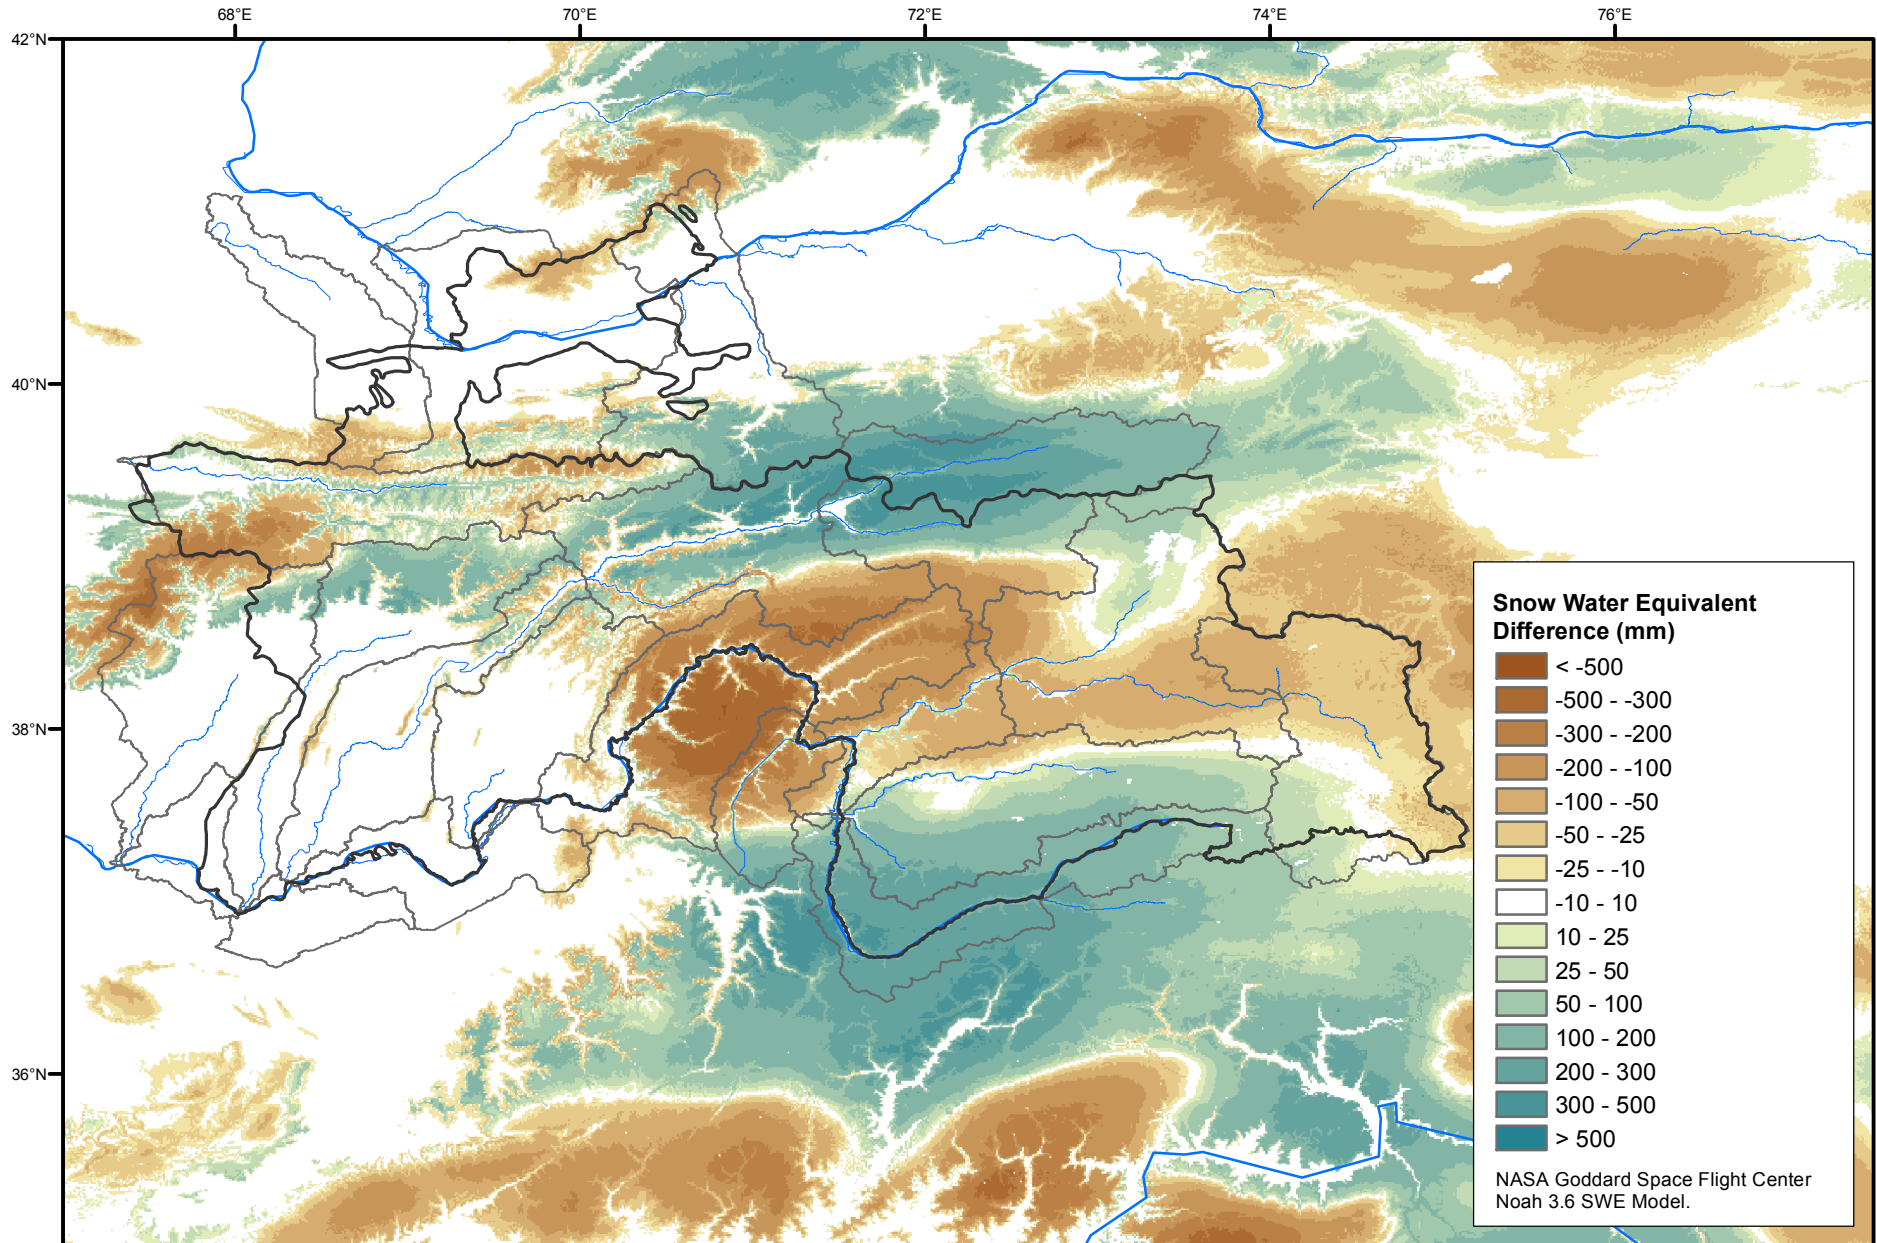 68°E
70°E
72°E
74°E
76°E
42°N
40°N
38°N
36°N
Snow Water Equivalent
Difference (mm)
< -500
-500 - -300
-300 - -200
-200 - -100
-100 - -50
-50 - -25
-25 - -10
-10 - 10
10 - 25
25 - 50
50 - 100
100 - 200
200 - 300
300 - 500
> 500
NASA Goddard Space Flight Center
Noah 3.6 SWE Model.